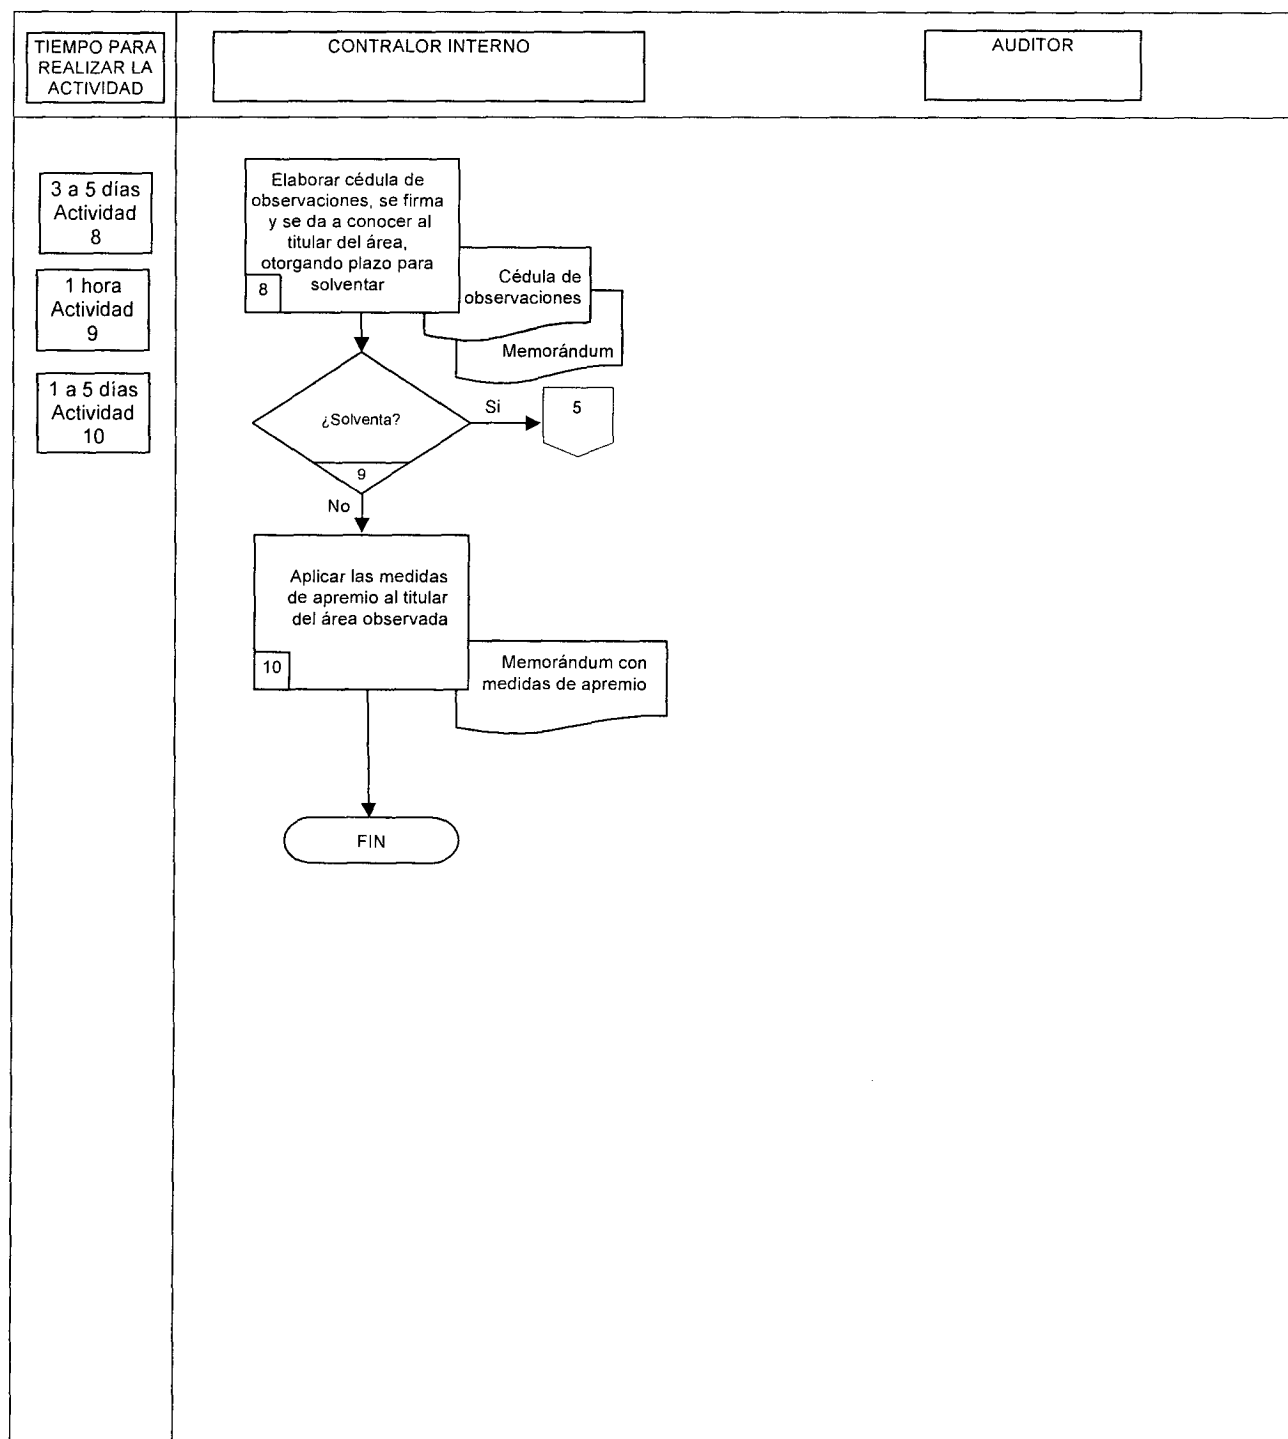 TIEMPO PARA
REALIZAR LA
ACTIVIDAD
CONTRALOR INTERNO
AUDITOR
3 a 5 días
Actividad
8
1 hora
Actividad
9
1 a 5 días
Actividad
10
Elaborar cédula de
observaciones, se firma
y se da a conocer al
titular del área,
otorgando plazo para
solventar
8
Cédula de
observaciones
Memorándum
¿Solventa?
9
Si
5
No
Aplicar las medidas
de apremio al titular
del área observada
10
Memorándum con
medidas de apremio
FIN